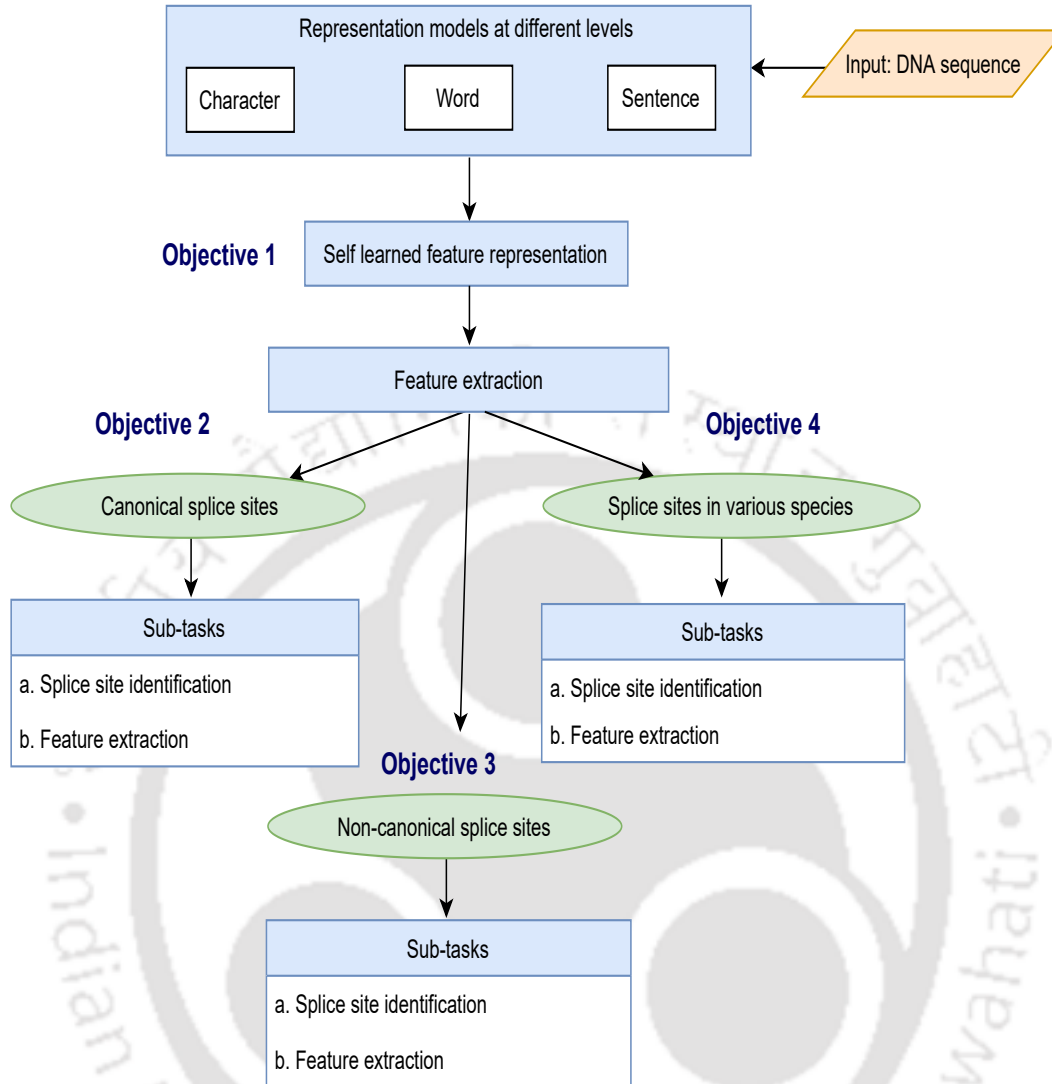 Representation models at different levels
Input: DNA sequence
Character
Word
Sentence
Objective 1
Self learned feature representation
Feature extraction
Objective 2
Objective 4
Canonical splice sites
Splice sites in various species
Sub-tasks
a. Splice site identification
b. Feature extraction
Sub-tasks
a. Splice site identification
b. Feature extraction
Objective 3
Non-canonical splice sites
Sub-tasks
a. Splice site identification
b. Feature extraction
Indian
wahati